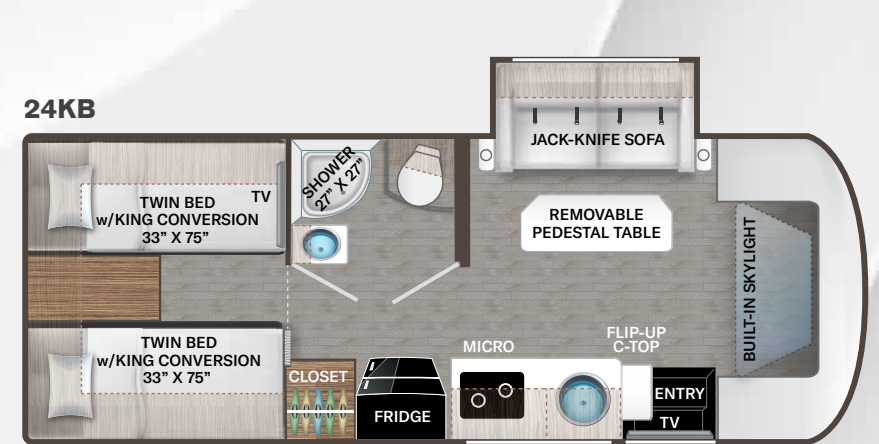 24KB
JACK-KNIFE SOFA
SHOWER
27” X 27”
TWIN BED
w/KING CONVERSION
33” X 75”
TV
REMOVABLE
PEDESTAL TABLE
BUILT-IN SKYLIGHT
TWIN BED
w/KING CONVERSION
33” X 75”
CLOSET
FRIDGE
MICRO
FLIP-UP
C-TOP
ENTRY
TV